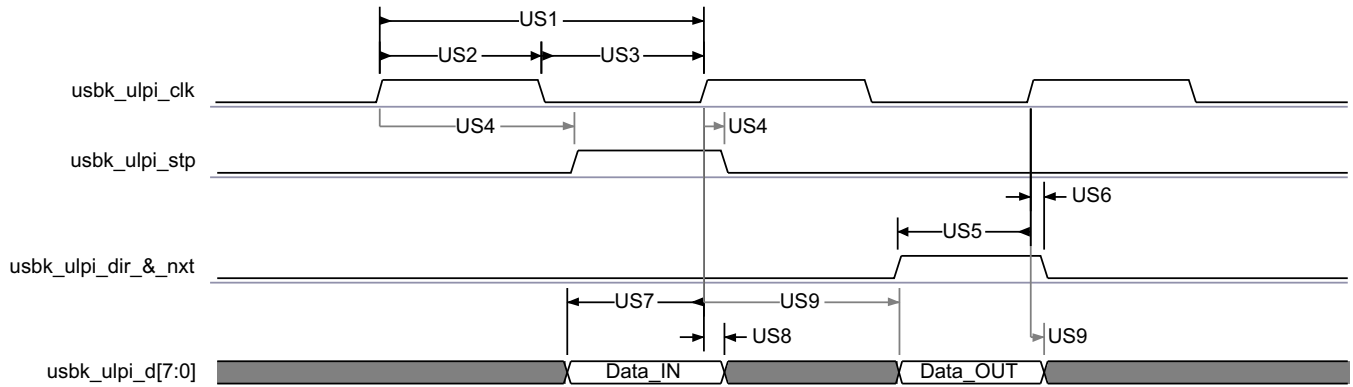 US1
US2
US3
usbk_ulpi_clk
US4
US4
usbk_ulpi_stp
US6
US5
usbk_ulpi_dir_&_nxt
US7
US9
US8
US9
usbk_ulpi_d[7:0]
Data_IN
Data_OUT